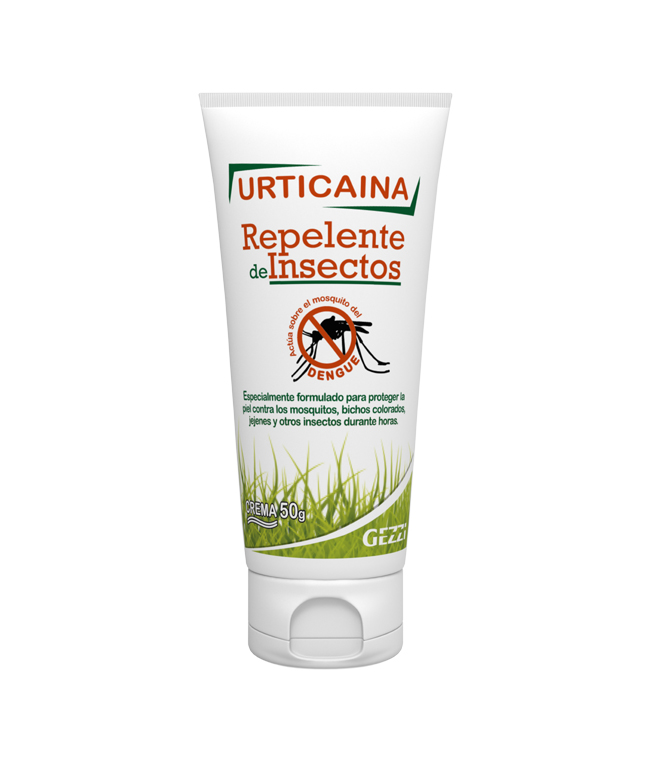 URTICAINA
Repelente
de Insectos
Actúa sobre el mosquito del
DENGUE
Especialmente formulado para proteger la
piel contra los mosquitos, bichos colorados,
jejenes y otros insectos durante horas.
CREMA 50g
GEZZI